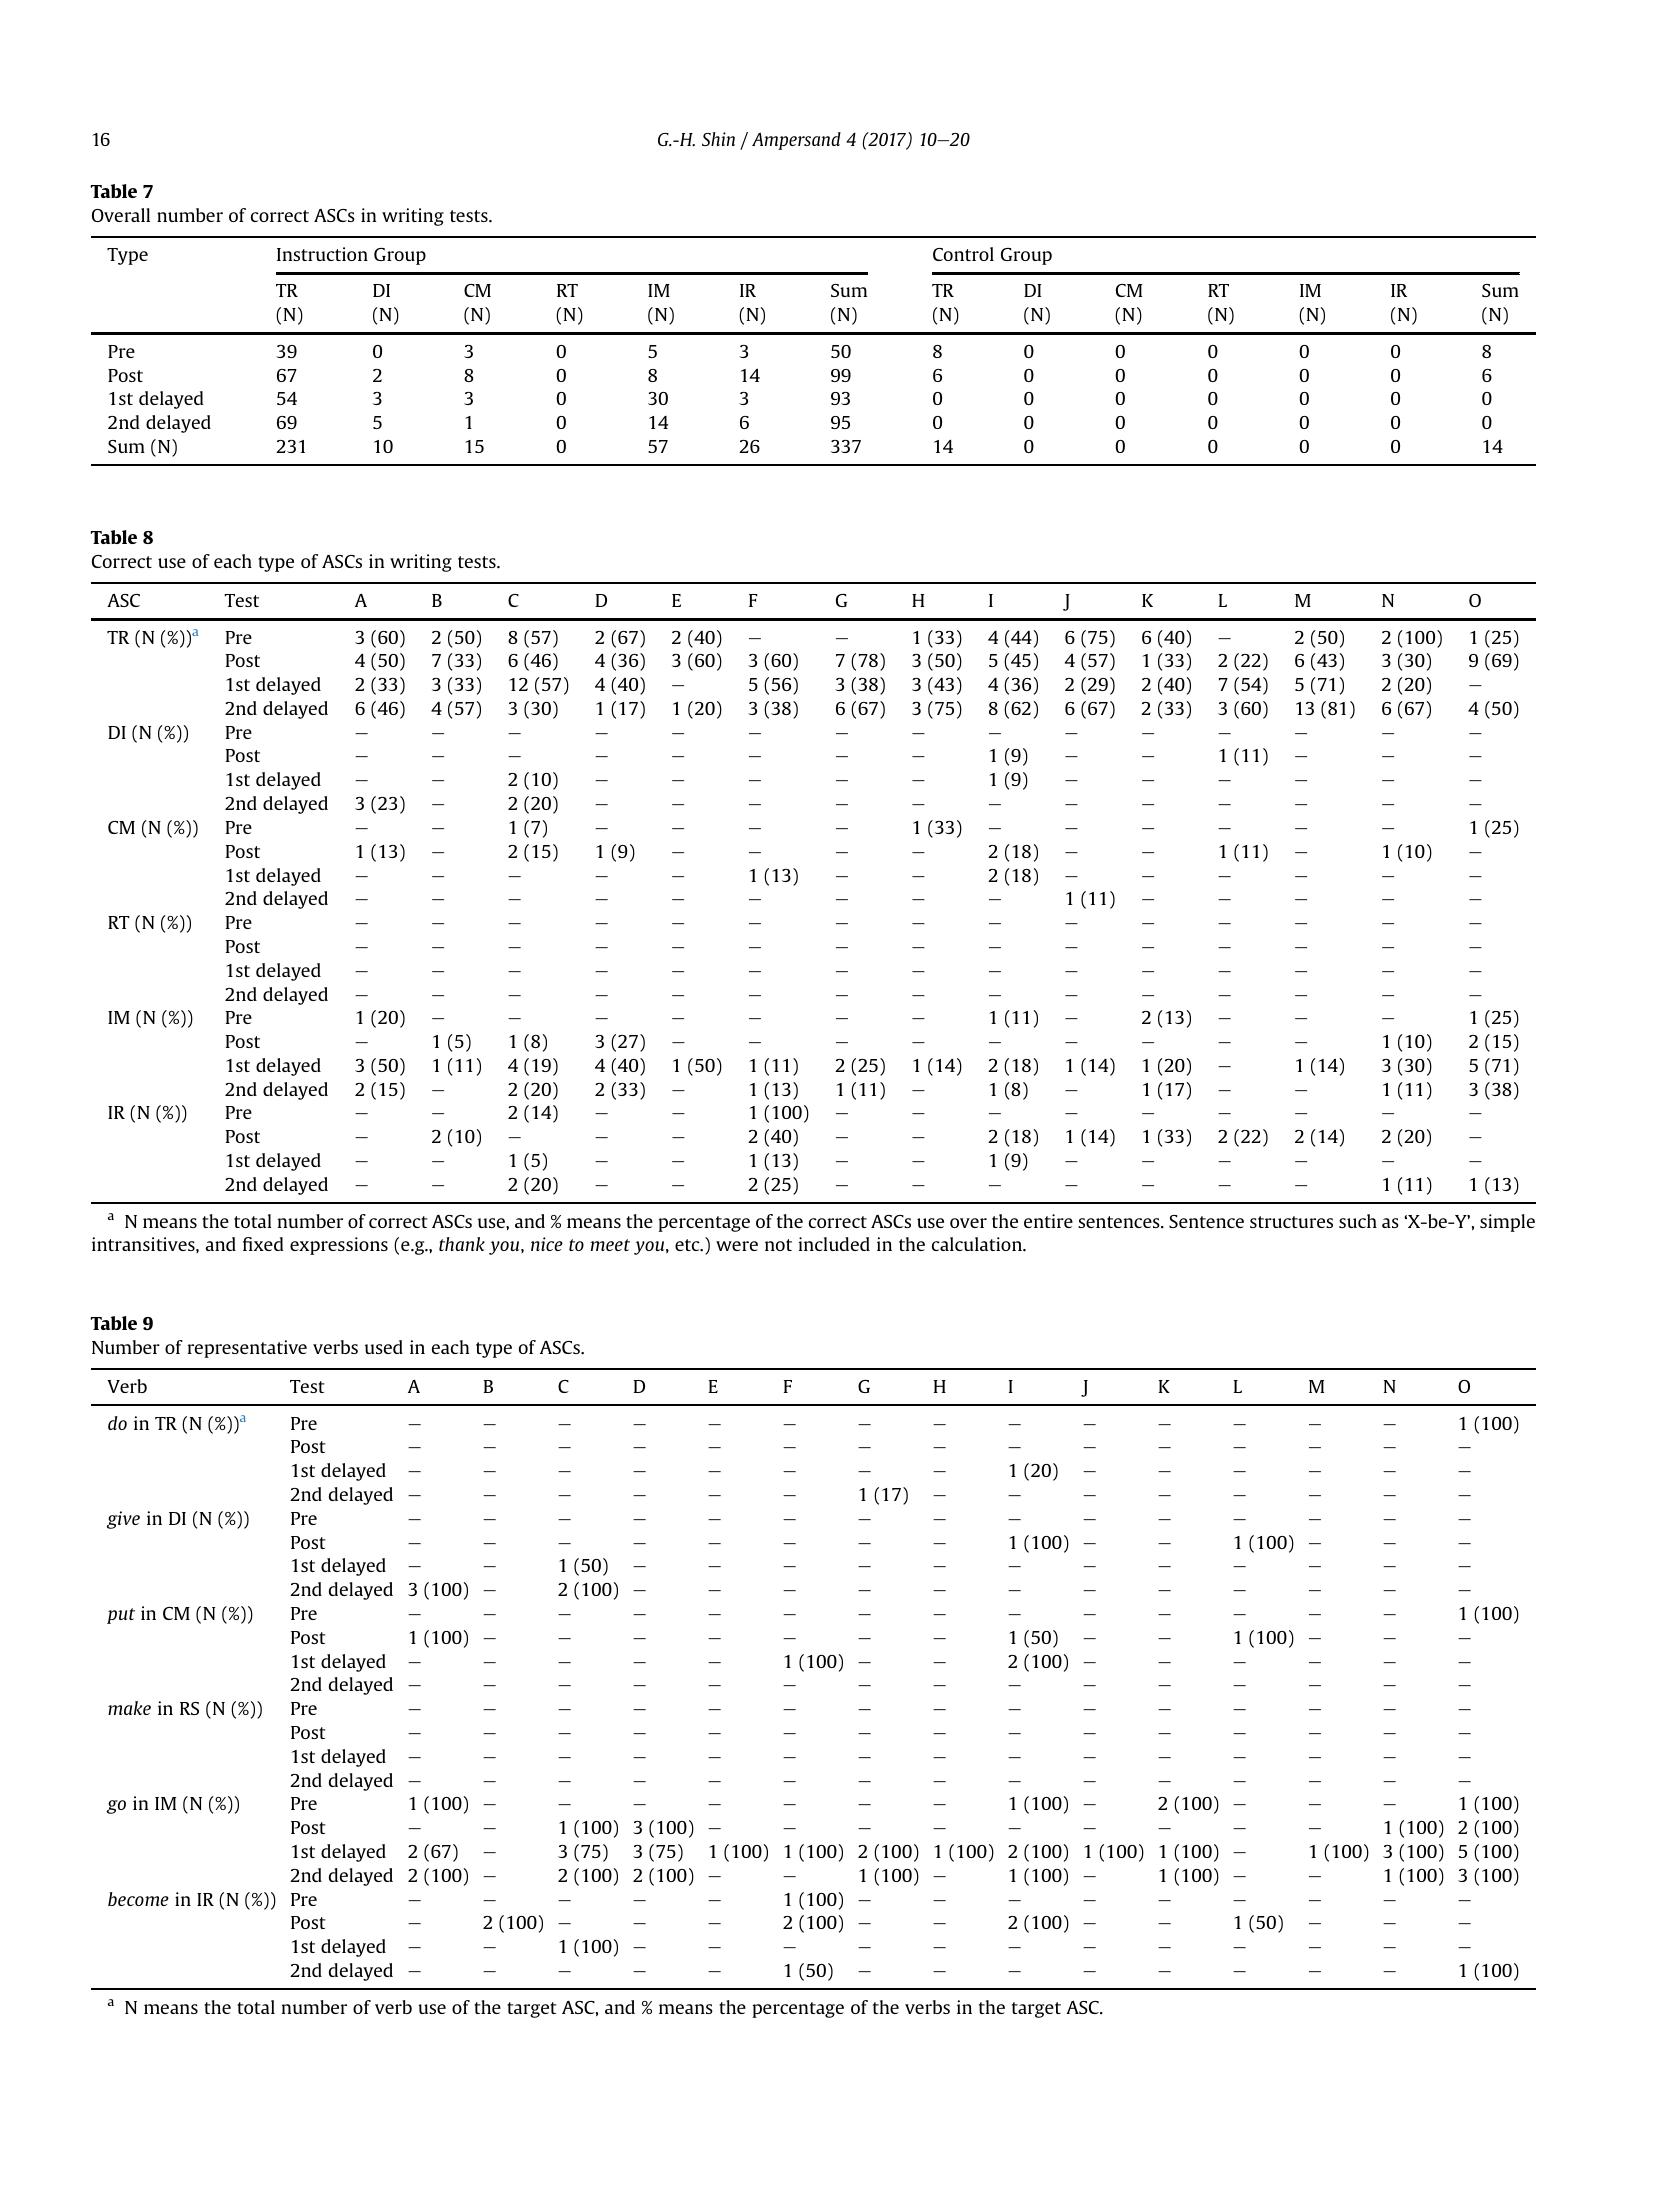 16
G.-H. Shin / Ampersand 4 (2017) 10–20
Table 7
Overall number of correct ASCs in writing tests.
Type Instruction Group Control Group
TR DI CM RT IM IR Sum TR DI CM RT IM IR Sum
(N) (N) (N) (N) (N) (N) (N) (N) (N) (N) (N) (N) (N) (N)
Pre 39 0 3 0 5 3 50 8 0 0 0 0 0 8
Post 67 2 8 0 8 14 99 6 0 0 0 0 0 6
1st delayed 54 3 3 0 30 3 93 0 0 0 0 0 0 0
2nd delayed 69 5 1 0 14 6 95 0 0 0 0 0 0 0
Sum (N) 231 10 15 0 57 26 337 14 0 0 0 0 0 14
Table 8
Correct use of each type of ASCs in writing tests.
ASC Test A B C D E F G H I J K L M N O
TR (N (%))a Pre 3 (60) 2 (50) 8 (57) 2 (67) 2 (40) – – 1 (33) 4 (44) 6 (75) 6 (40) – 2 (50) 2 (100) 1 (25)
Post 4 (50) 7 (33) 6 (46) 4 (36) 3 (60) 3 (60) 7 (78) 3 (50) 5 (45) 4 (57) 1 (33) 2 (22) 6 (43) 3 (30) 9 (69)
1st delayed 2 (33) 3 (33) 12 (57) 4 (40) – 5 (56) 3 (38) 3 (43) 4 (36) 2 (29) 2 (40) 7 (54) 5 (71) 2 (20) –
2nd delayed 6 (46) 4 (57) 3 (30) 1 (17) 1 (20) 3 (38) 6 (67) 3 (75) 8 (62) 6 (67) 2 (33) 3 (60) 13 (81) 6 (67) 4 (50)
DI (N (%)) Pre – – – – – – – – – – – – – – –
Post – – – – – – – – 1 (9) – – 1 (11) – – –
1st delayed – – 2 (10) – – – – – 1 (9) – – – – – –
2nd delayed 3 (23) – 2 (20) – – – – – – – – – – – –
CM (N (%)) Pre – – 1 (7) – – – – 1 (33) – – – – – – 1 (25)
Post 1 (13) – 2 (15) 1 (9) – – – – 2 (18) – – 1 (11) – 1 (10) –
1st delayed – – – – – 1 (13) – – 2 (18) – – – – – –
2nd delayed – – – – – – – – – 1 (11) – – – – –
RT (N (%)) Pre – – – – – – – – – – – – – – –
Post – – – – – – – – – – – – – – –
1st delayed – – – – – – – – – – – – – – –
2nd delayed – – – – – – – – – – – – – – –
IM (N (%)) Pre 1 (20) – – – – – – – 1 (11) – 2 (13) – – – 1 (25)
Post – 1 (5) 1 (8) 3 (27) – – – – – – – – – 1 (10) 2 (15)
1st delayed 3 (50) 1 (11) 4 (19) 4 (40) 1 (50) 1 (11) 2 (25) 1 (14) 2 (18) 1 (14) 1 (20) – 1 (14) 3 (30) 5 (71)
2nd delayed 2 (15) – 2 (20) 2 (33) – 1 (13) 1 (11) – 1 (8) – 1 (17) – – 1 (11) 3 (38)
IR (N (%)) Pre – – 2 (14) – – 1 (100) – – – – – – – – –
Post – 2 (10) – – – 2 (40) – – 2 (18) 1 (14) 1 (33) 2 (22) 2 (14) 2 (20) –
1st delayed – – 1 (5) – – 1 (13) – – 1 (9) – – – – – –
2nd delayed – – 2 (20) – – 2 (25) – – – – – – – 1 (11) 1 (13)
a N means the total number of correct ASCs use, and % means the percentage of the correct ASCs use over the entire sentences. Sentence structures such as ‘X-be-Y’, simple
intransitives, and fixed expressions (e.g., thank you, nice to meet you, etc.) were not included in the calculation.
Table 9
Number of representative verbs used in each type of ASCs.
Verb Test A B C D E F G H I J K L M N O
do in TR (N (%))a Pre – – – – – – – – – – – – – – 1 (100)
Post – – – – – – – – – – – – – – –
1st delayed – – – – – – – – 1 (20) – – – – – –
2nd delayed – – – – – – 1 (17) – – – – – – – –
give in DI (N (%)) Pre – – – – – – – – – – – – – – –
Post – – – – – – – – 1 (100) – – 1 (100) – – –
1st delayed – – 1 (50) – – – – – – – – – – – –
2nd delayed 3 (100) – 2 (100) – – – – – – – – – – – –
put in CM (N (%)) Pre – – – – – – – – – – – – – – 1 (100)
Post 1 (100) – – – – – – – 1 (50) – – 1 (100) – – –
1st delayed – – – – – 1 (100) – – 2 (100) – – – – – –
2nd delayed – – – – – – – – – – – – – – –
make in RS (N (%)) Pre – – – – – – – – – – – – – – –
Post – – – – – – – – – – – – – – –
1st delayed – – – – – – – – – – – – – – –
2nd delayed – – – – – – – – – – – – – – –
go in IM (N (%)) Pre 1 (100) – – – – – – – 1 (100) – 2 (100) – – – 1 (100)
Post – – 1 (100) 3 (100) – – – – – – – – – 1 (100) 2 (100)
1st delayed 2 (67) – 3 (75) 3 (75) 1 (100) 1 (100) 2 (100) 1 (100) 2 (100) 1 (100) 1 (100) – 1 (100) 3 (100) 5 (100)
2nd delayed 2 (100) – 2 (100) 2 (100) – – 1 (100) – 1 (100) – 1 (100) – – 1 (100) 3 (100)
become in IR (N (%)) Pre – – – – – 1 (100) – – – – – – – – –
Post – 2 (100) – – – 2 (100) – – 2 (100) – – 1 (50) – – –
1st delayed – – 1 (100) – – – – – – – – – – – –
2nd delayed – – – – – 1 (50) – – – – – – – – 1 (100)
a N means the total number of verb use of the target ASC, and % means the percentage of the verbs in the target ASC.